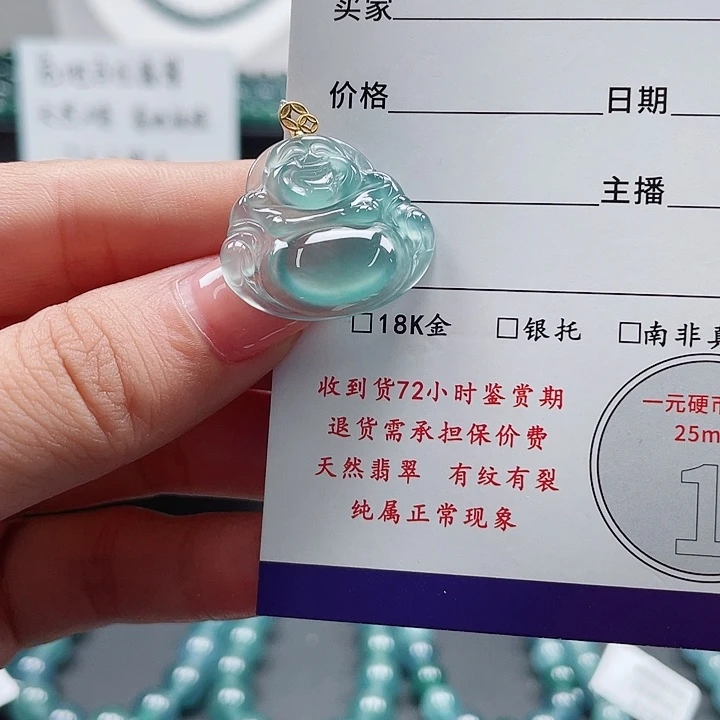 买家
价格 日期
主播
□18K金 □银托 □南非真
收到货72小时鉴赏期
退货需承担保价费
天然翡翠 有纹有裂
纯属正常现象
一元硬币
25m
1